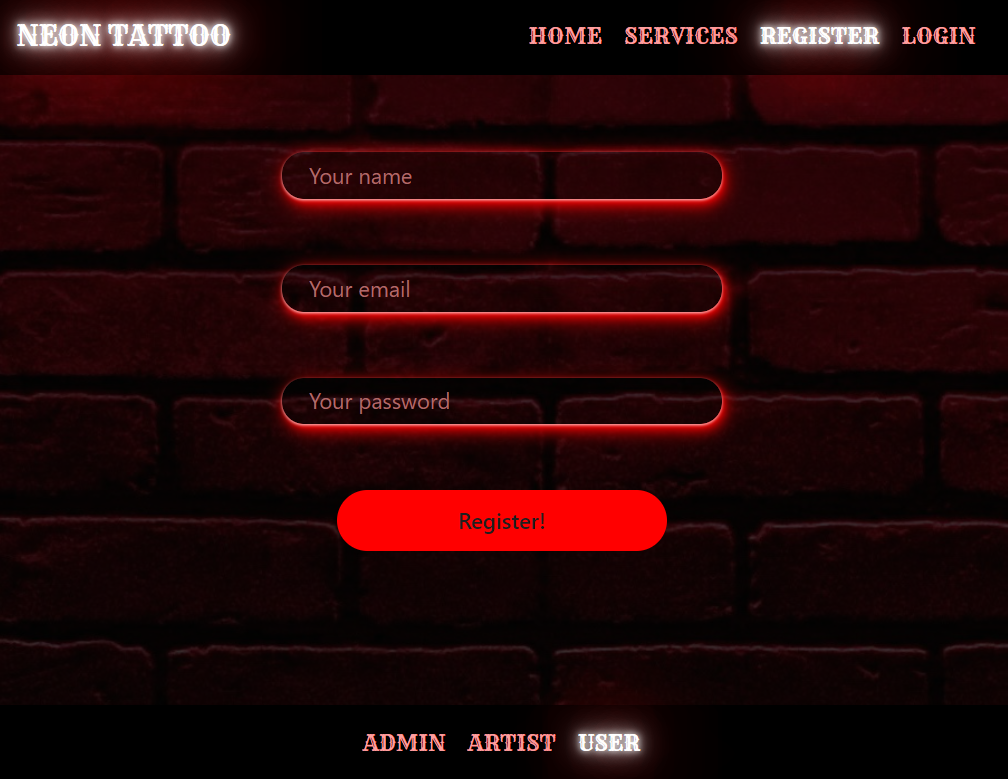 NEON TATTOO HOME SERVICES REGISTER LOGIN
Your name
Your email
Your password
Register!
ADMIN ARTIST USER